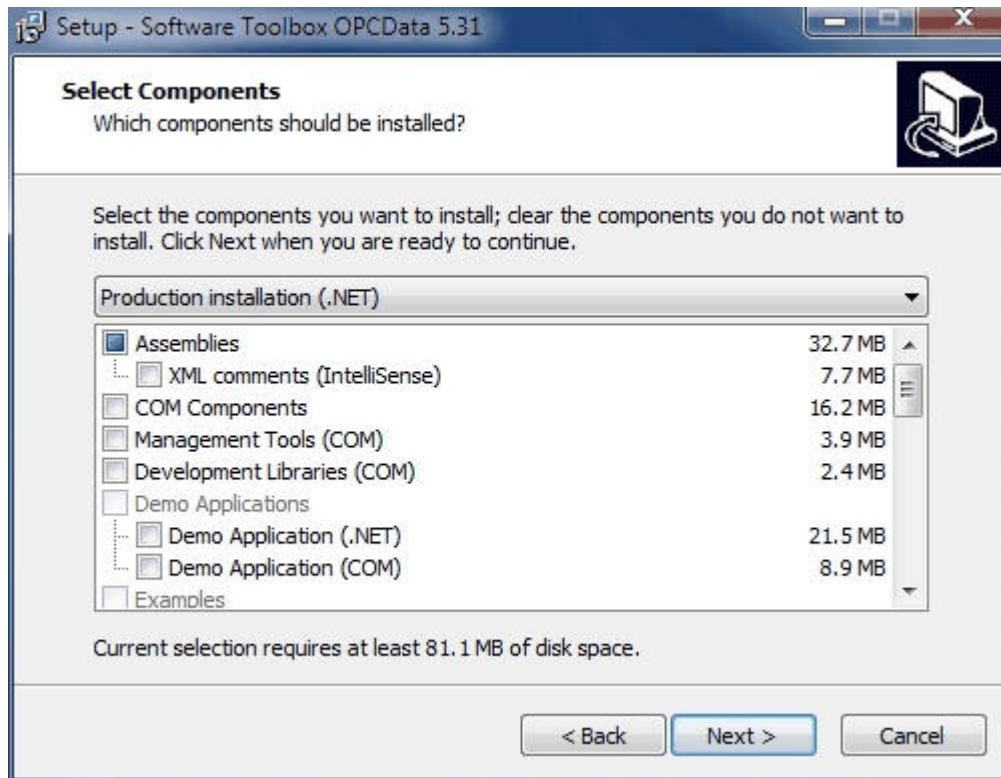 Setup - Software Toolbox OPCData 5.31
Select Components
Which components should be installed?
Select the components you want to install; clear the components you do not want to
install. Click Next when you are ready to continue.
Production installation (.NET)
Assemblies 32.7 MB
XML comments (IntelliSense) 7.7 MB
COM Components 16.2 MB
Management Tools (COM) 3.9 MB
Development Libraries (COM) 2.4 MB
Demo Applications
Demo Application (.NET) 21.5 MB
Demo Application (COM) 8.9 MB
Examples
Current selection requires at least 81.1 MB of disk space.
< Back Next > Cancel